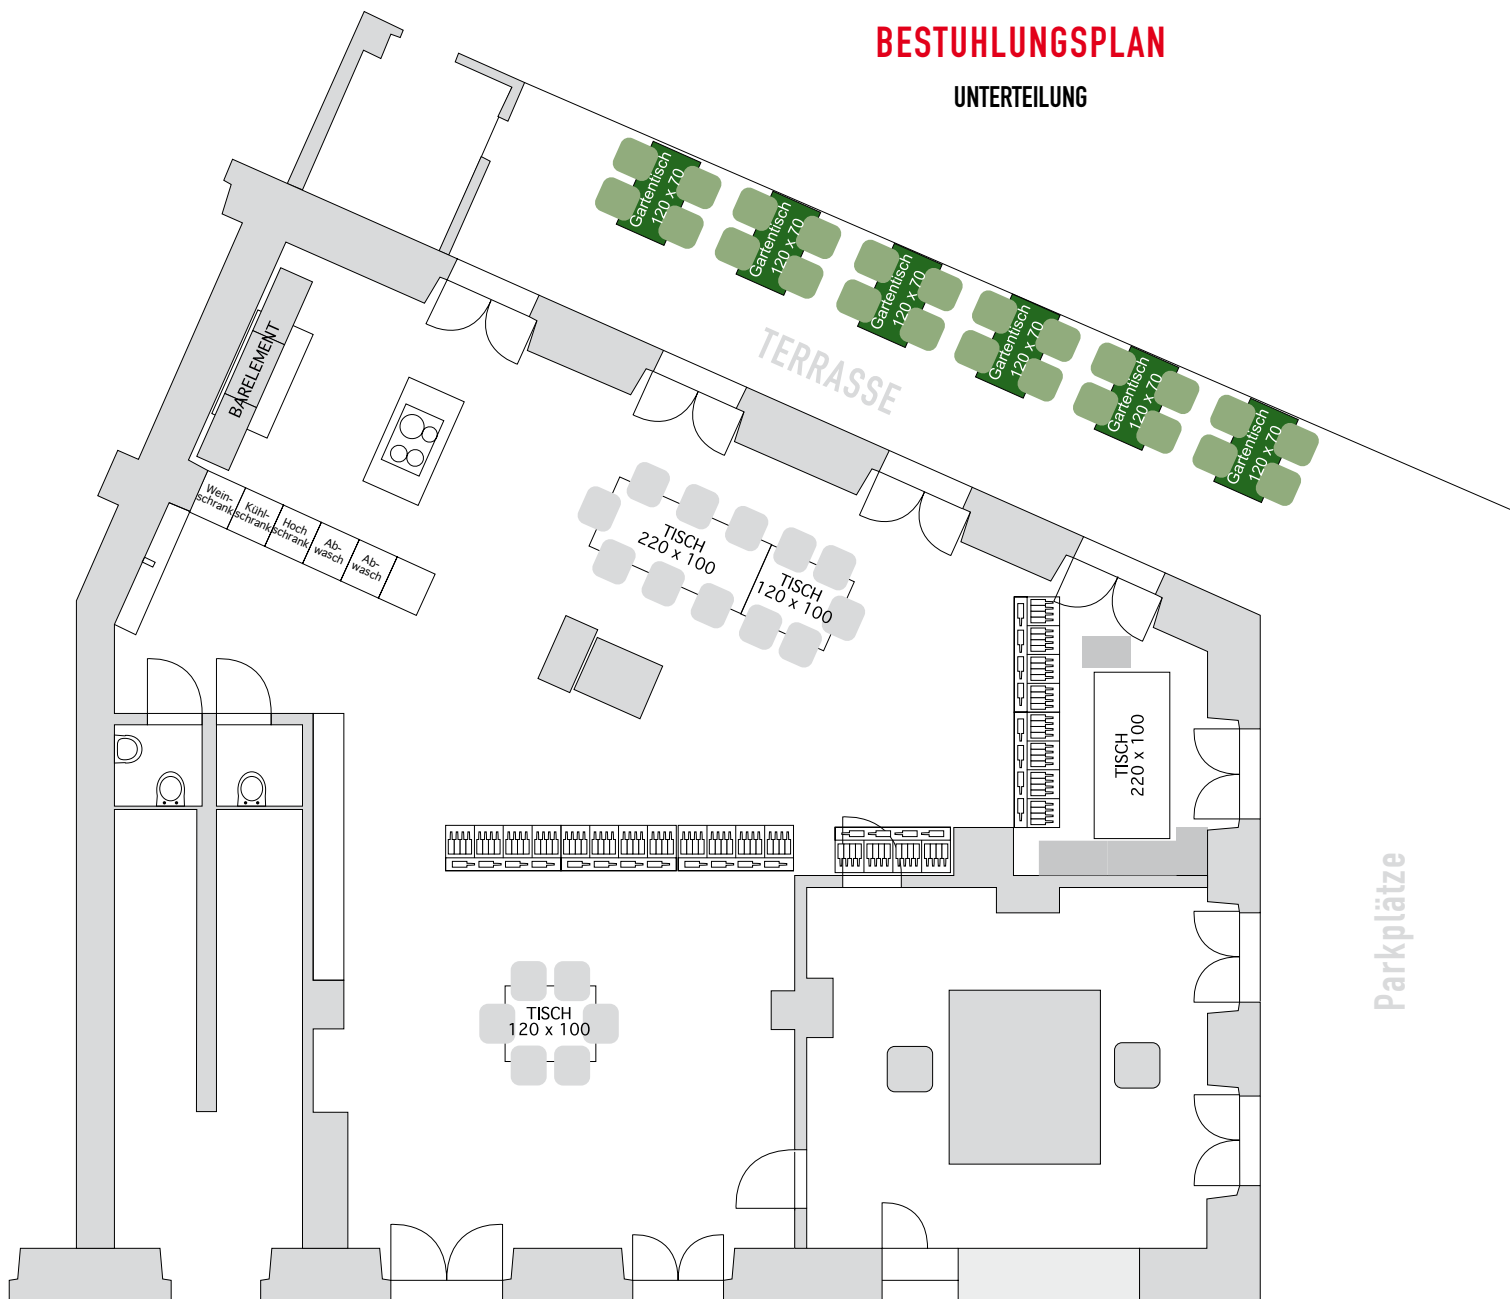 BESTUHLUNGSPLAN
UNTERTEILUNG
Gartentisch
120 x 70
Gartentisch
120 x 70
Gartentisch
120 x 70
Gartentisch
120 x 70
Gartentisch
120 x 70
Gartentisch
120 x 70
TERRASSE
BARELEMENT
Wein-
schrank
Kühl-
schrank
Hoch
schrank
Ab-
wasch
Ab-
wasch
TISCH
220 x 100
TISCH
120 x 100
TISCH
220 x 100
TISCH
120 x 100
Parkplätze